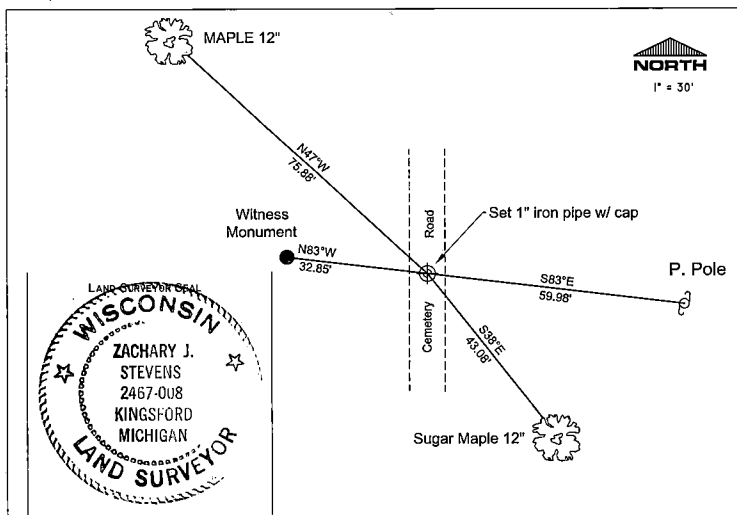 MAPLE 12"
NORTH
1" = 30'
N47°W
75.88'
Road
Set 1" iron pipe w/ cap
Witness
Monument
N83°W
32.85'
S83°E
59.98'
P. Pole
Cemetery
S38°E
43.08'
Sugar Maple 12"
LAND SURVEYOR SEAL
WISCONSIN
ZACHARY J.
STEVENS
2467-008
KINGSFORD
MICHIGAN
LAND SURVEYOR